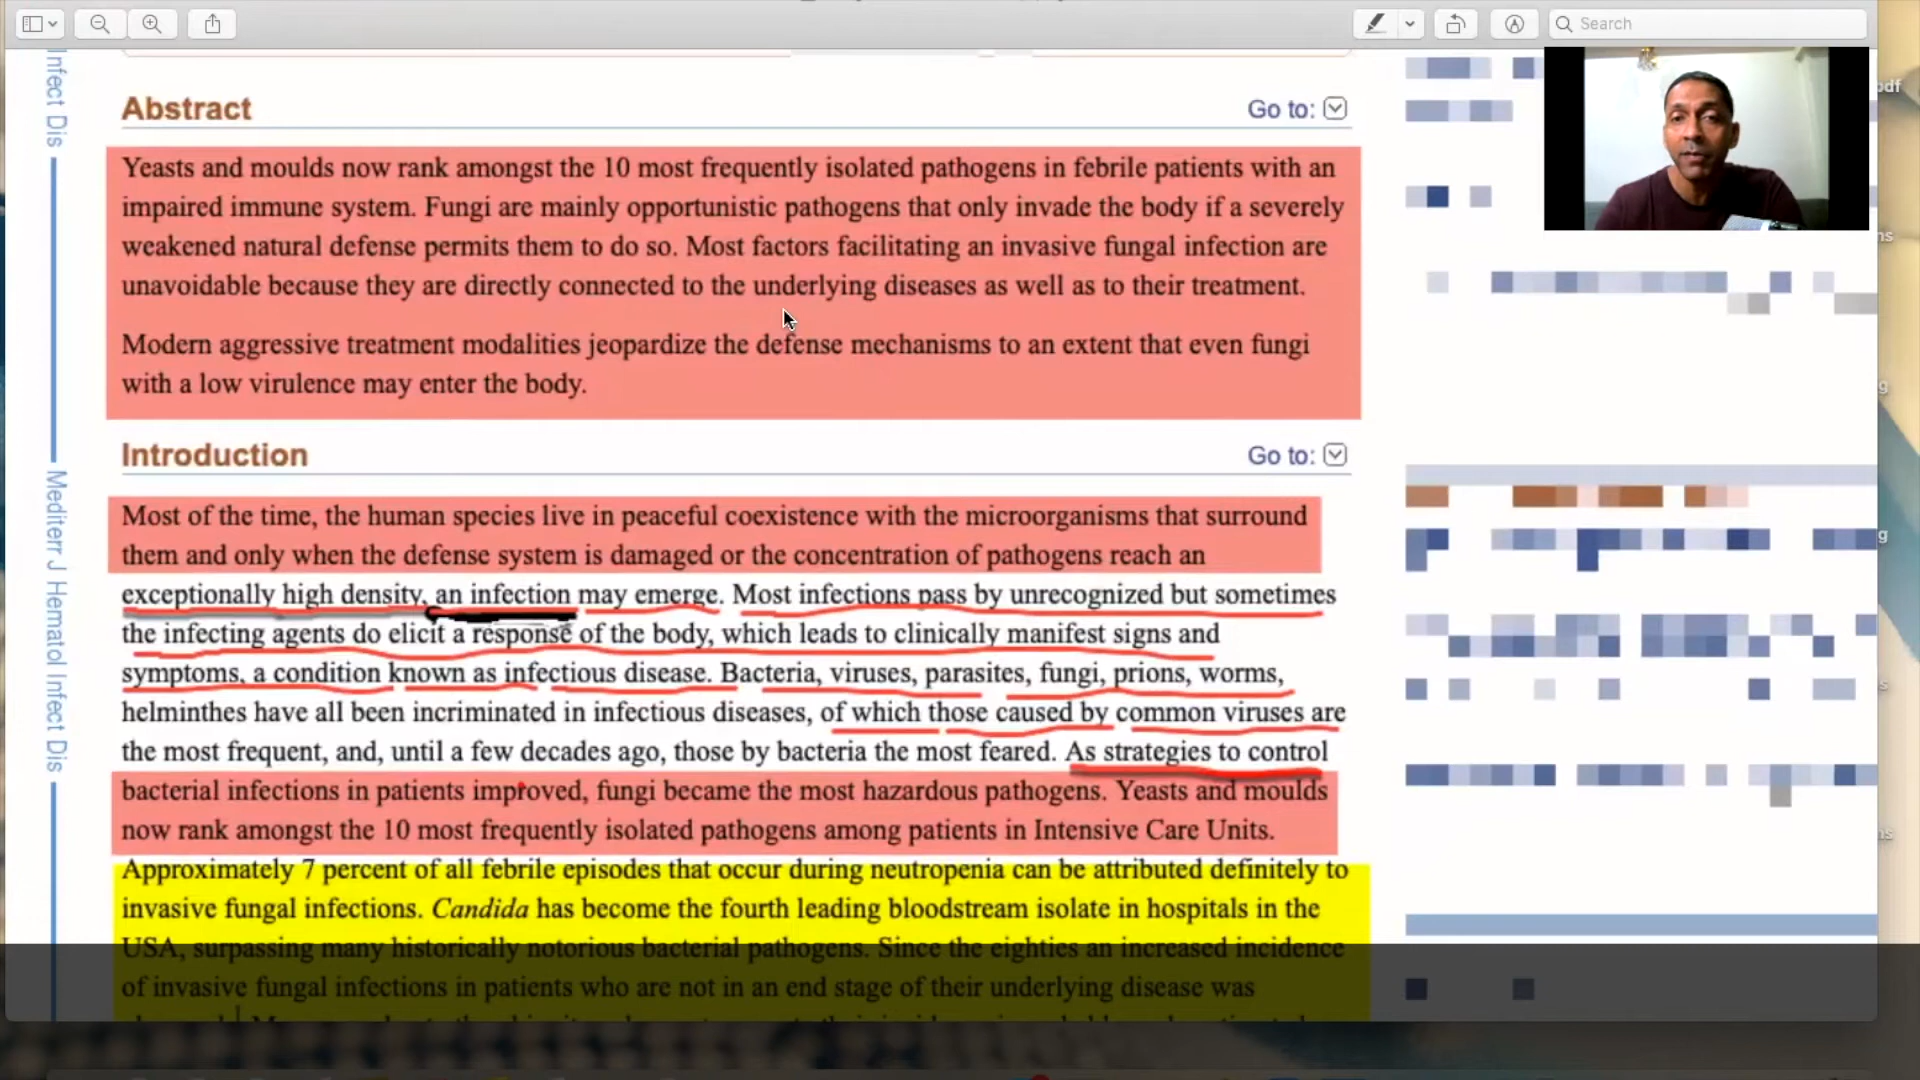 Search
Infect Dis
Mediterr J Hematol Infect Dis
Abstract
Go to:
Yeasts and moulds now rank amongst the 10 most frequently isolated pathogens in febrile patients with an
impaired immune system. Fungi are mainly opportunistic pathogens that only invade the body if a severely
weakened natural defense permits them to do so. Most factors facilitating an invasive fungal infection are
unavoidable because they are directly connected to the underlying diseases as well as to their treatment.
Modern aggressive treatment modalities jeopardize the defense mechanisms to an extent that even fungi
with a low virulence may enter the body.
Introduction
Go to:
Most of the time, the human species live in peaceful coexistence with the microorganisms that surround
them and only when the defense system is damaged or the concentration of pathogens reach an
exceptionally high density, an infection may emerge. Most infections pass by unrecognized but sometimes
the infecting agents do elicit a response of the body, which leads to clinically manifest signs and
symptoms, a condition known as infectious disease. Bacteria, viruses, parasites, fungi, prions, worms,
helminthes have all been incriminated in infectious diseases, of which those caused by common viruses are
the most frequent, and, until a few decades ago, those by bacteria the most feared. As strategies to control
bacterial infections in patients improved, fungi became the most hazardous pathogens. Yeasts and moulds
now rank amongst the 10 most frequently isolated pathogens among patients in Intensive Care Units.
Approximately 7 percent of all febrile episodes that occur during neutropenia can be attributed definitely to
invasive fungal infections. Candida has become the fourth leading bloodstream isolate in hospitals in the
USA, surpassing many historically notorious bacterial pathogens. Since the eighties an increased incidence
of invasive fungal infections in patients who are not in an end stage of their underlying disease was